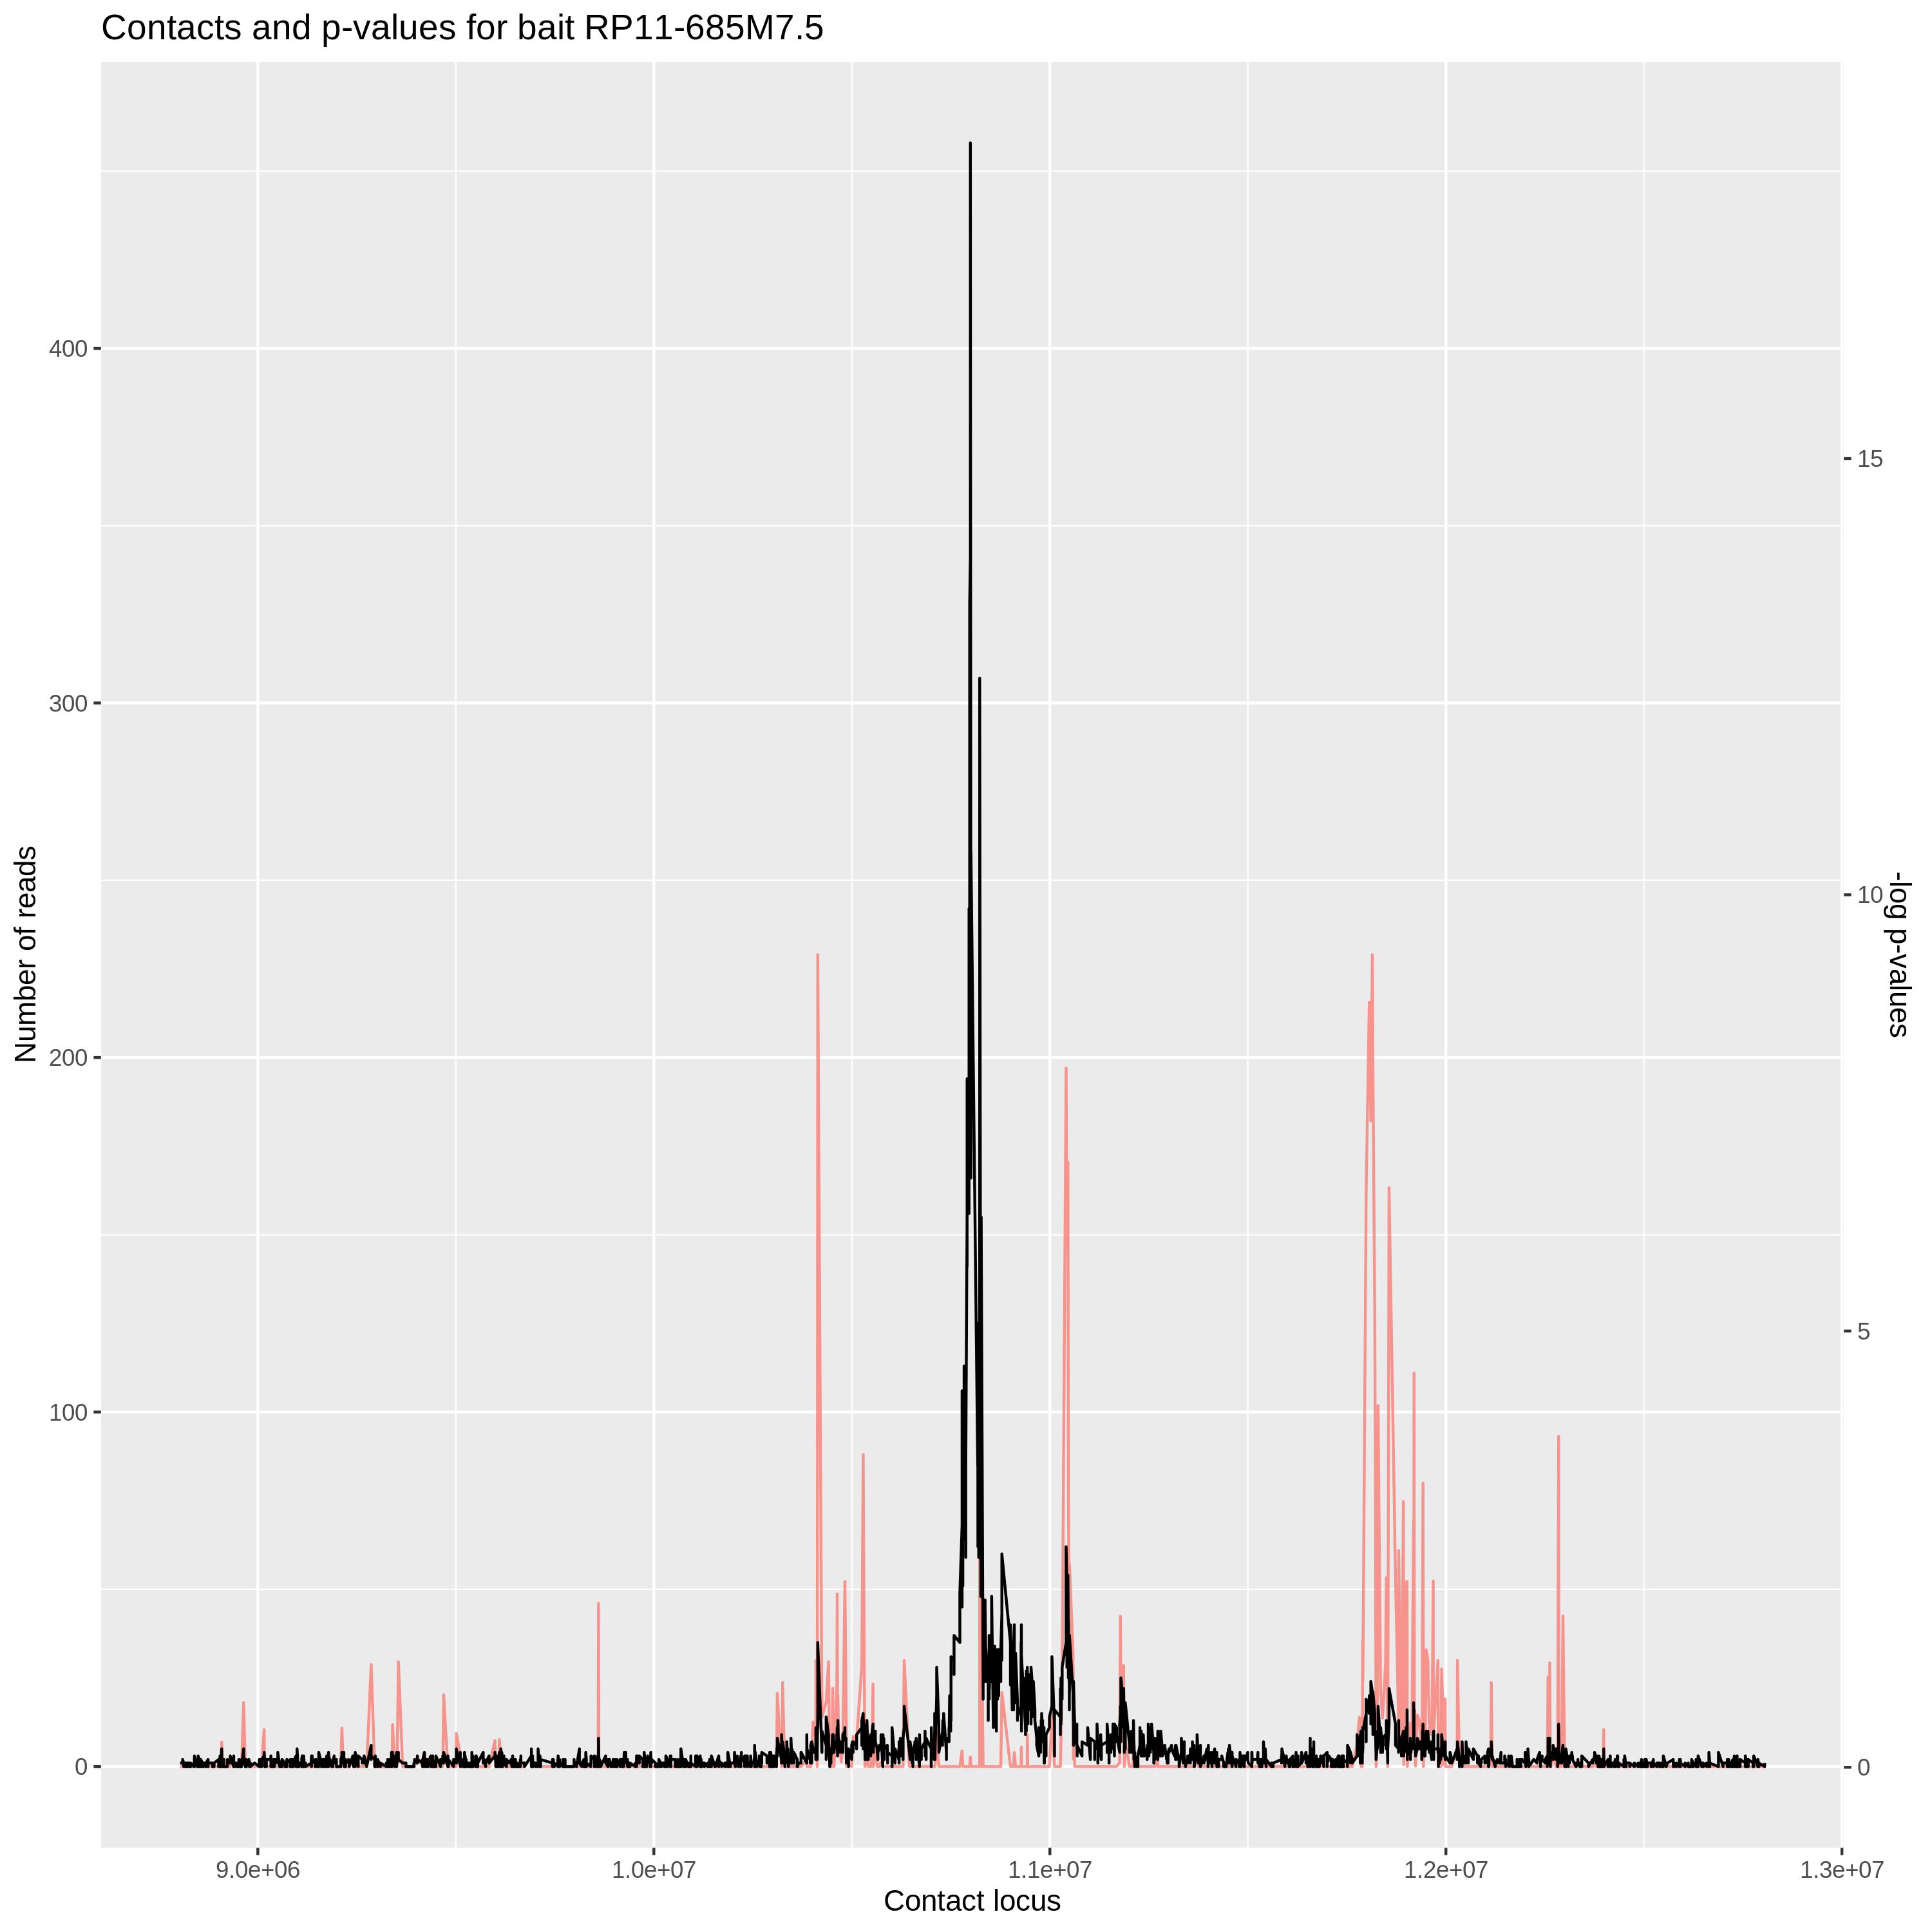 Contacts and p-values for bait RP11-685M7.5
Number of reads
400
300
200
100
0
15
10
5
0
-log p-values
9.0e+06 1.0e+07 1.1e+07 1.2e+07 1.3e+07
Contact locus